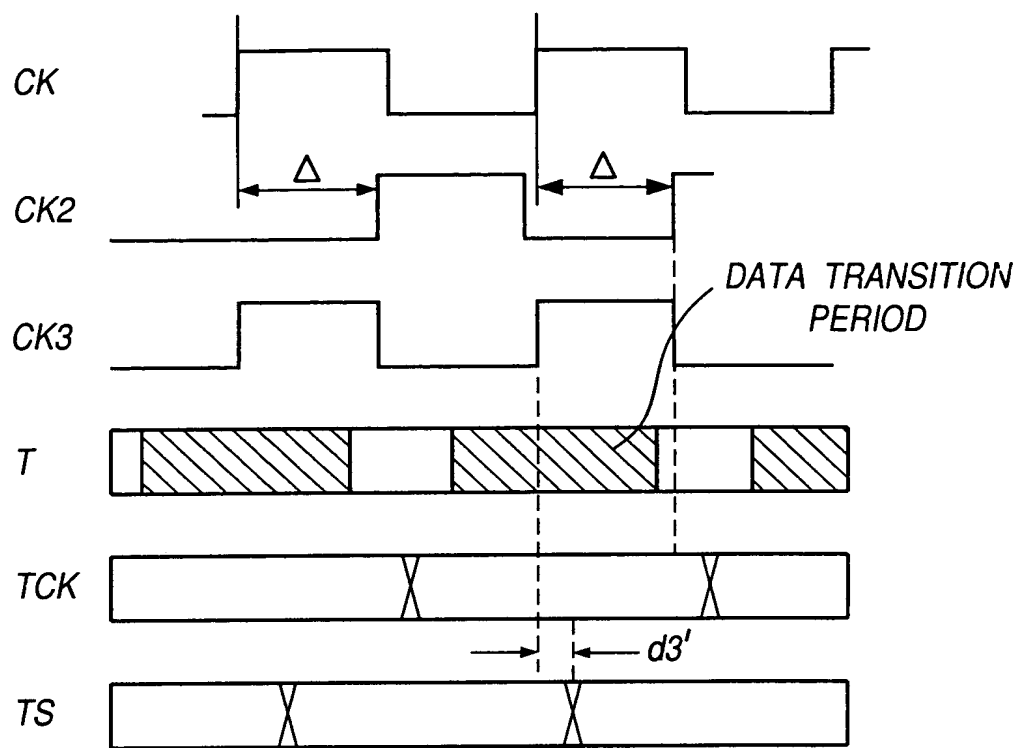 CK
Δ Δ
CK2
DATA TRANSITION
PERIOD
CK3
T
TCK
d3′
TS